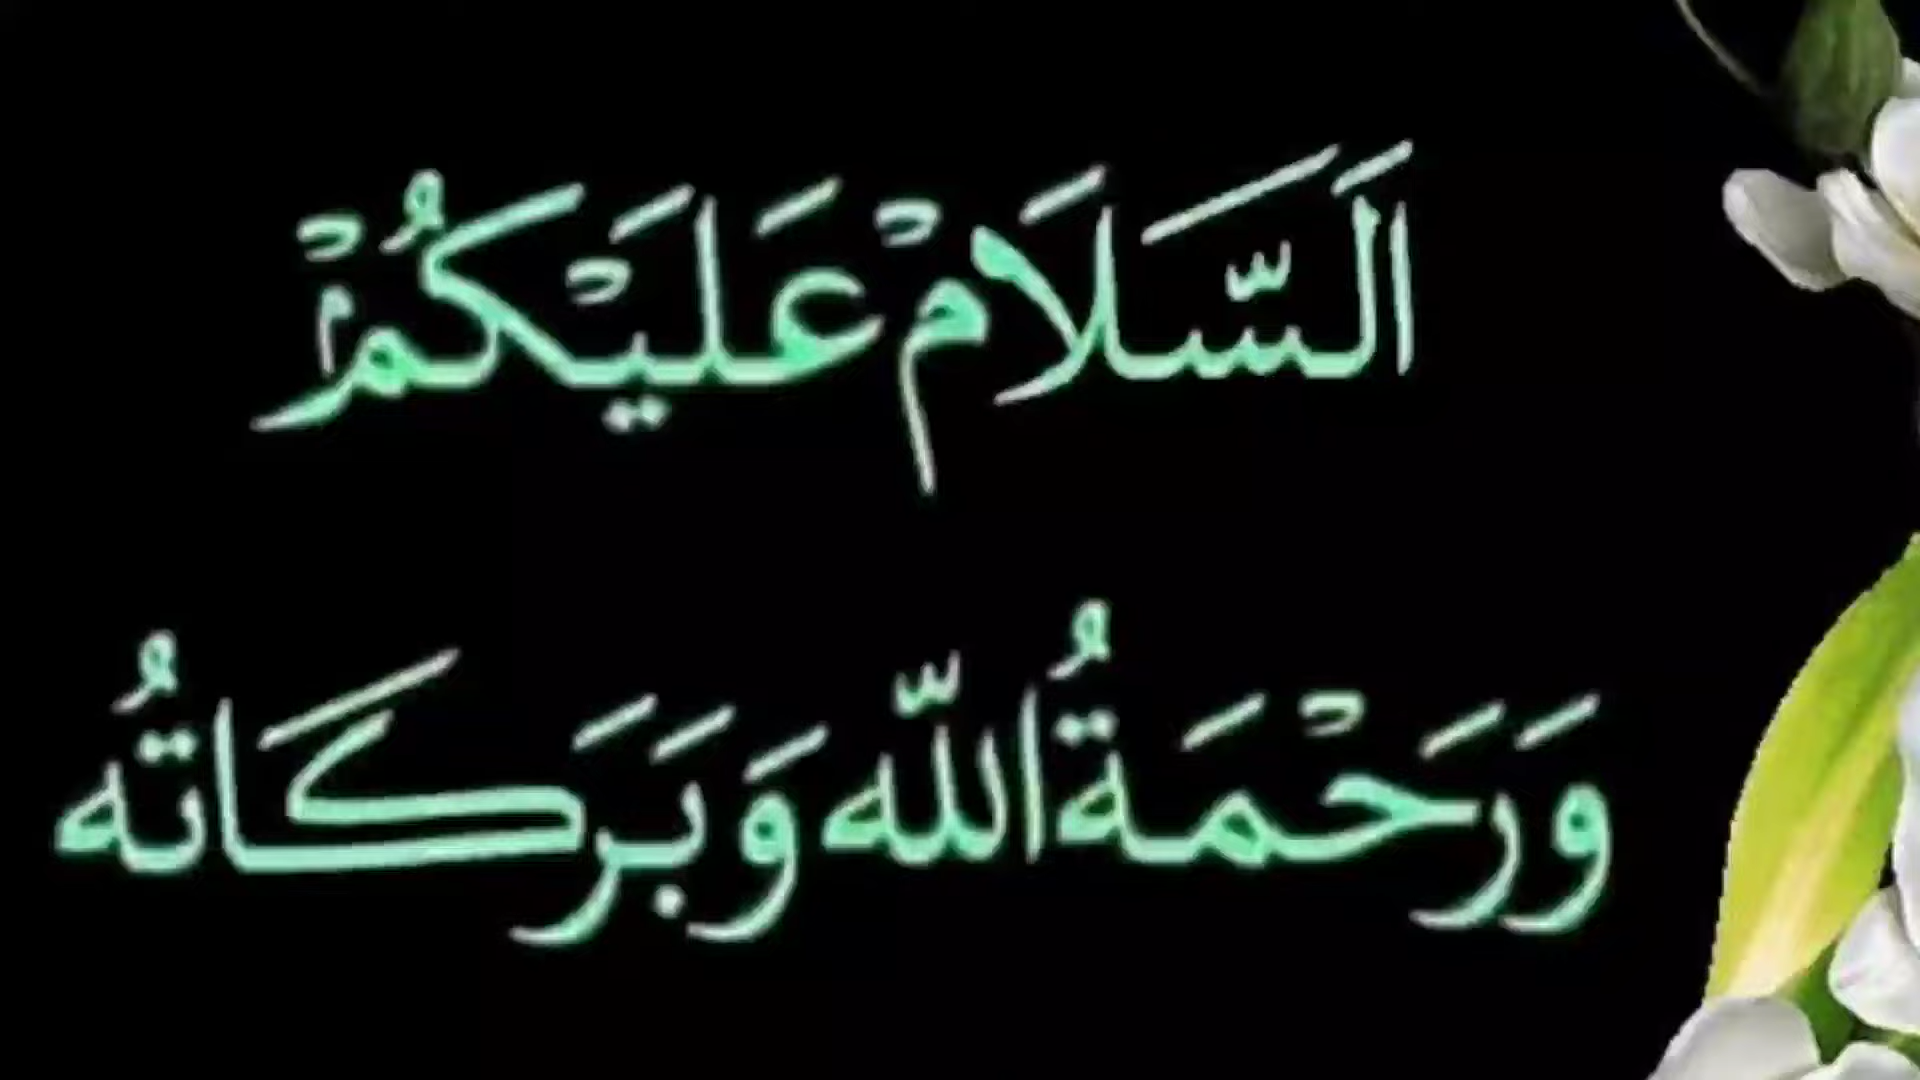 اَلسَّلَامْ عَلَيْكُمْ
وَرَحْمَةُ اللّه وَبَرَكَاتُه